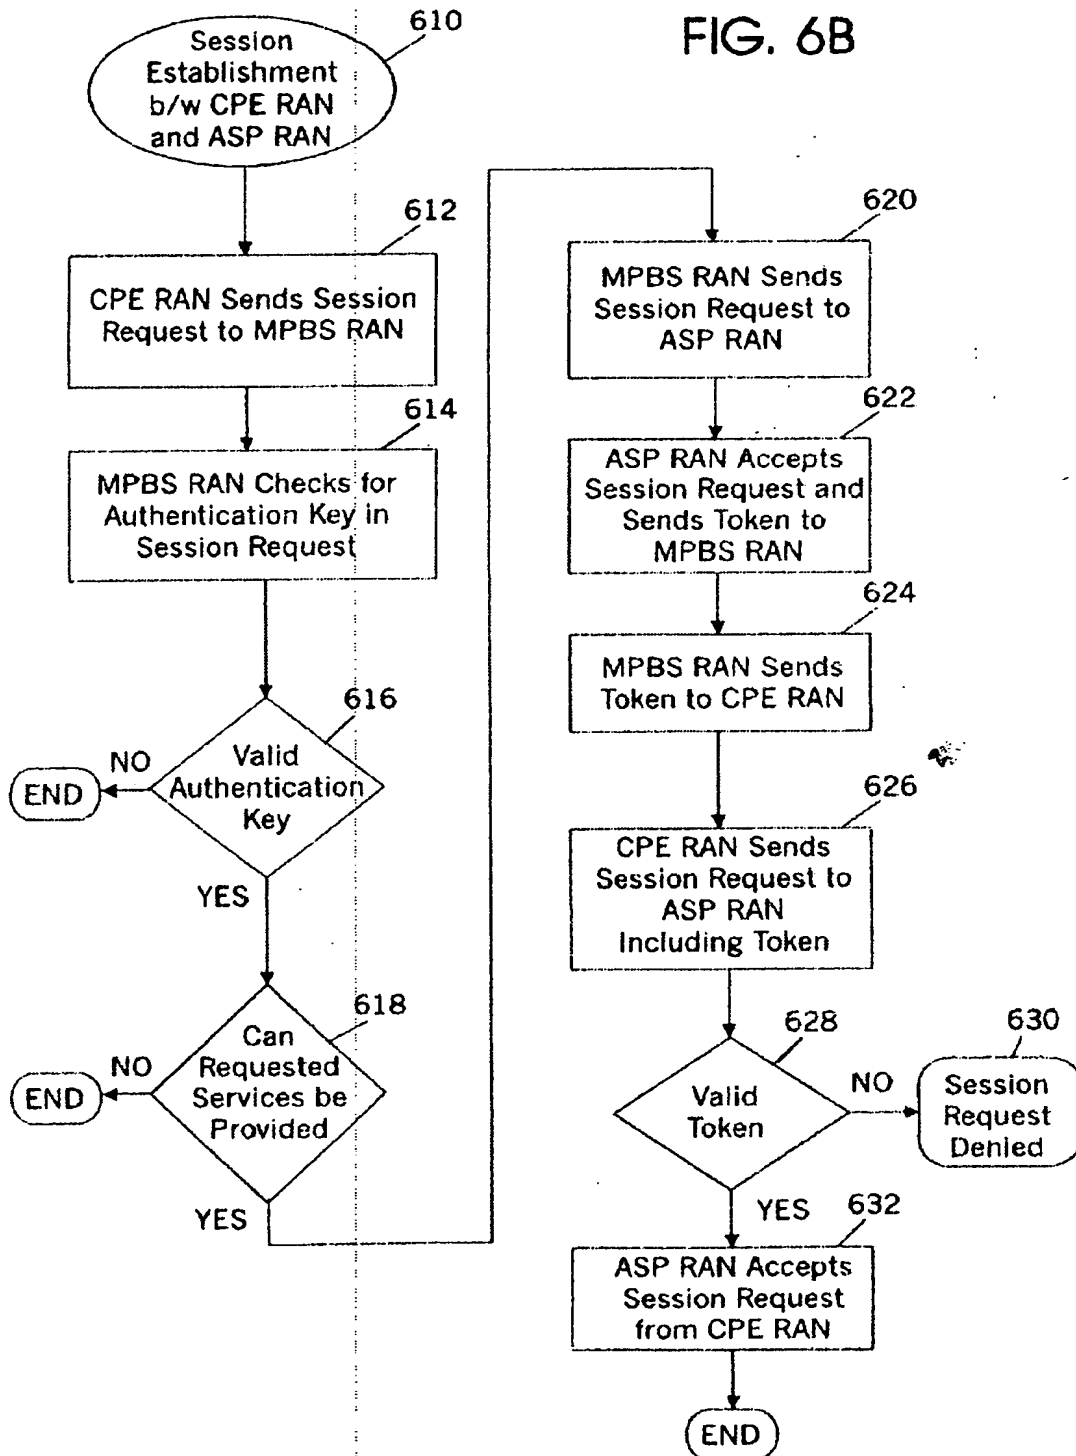 FIG. 6B
610
Session
Establishment
b/w CPE RAN
and ASP RAN
612
CPE RAN Sends Session
Request to MPBS RAN
614
MPBS RAN Checks for
Authentication Key in
Session Request
616
Valid
Authentication
Key
NO
END
YES
618
Can
Requested
Services be
Provided
NO
END
YES
620
MPBS RAN Sends
Session Request to
ASP RAN
622
ASP RAN Accepts
Session Request and
Sends Token to
MPBS RAN
624
MPBS RAN Sends
Token to CPE RAN
626
CPE RAN Sends
Session Request to
ASP RAN
Including Token
628
Valid
Token
NO
630
Session
Request
Denied
YES
632
ASP RAN Accepts
Session Request
from CPE RAN
END